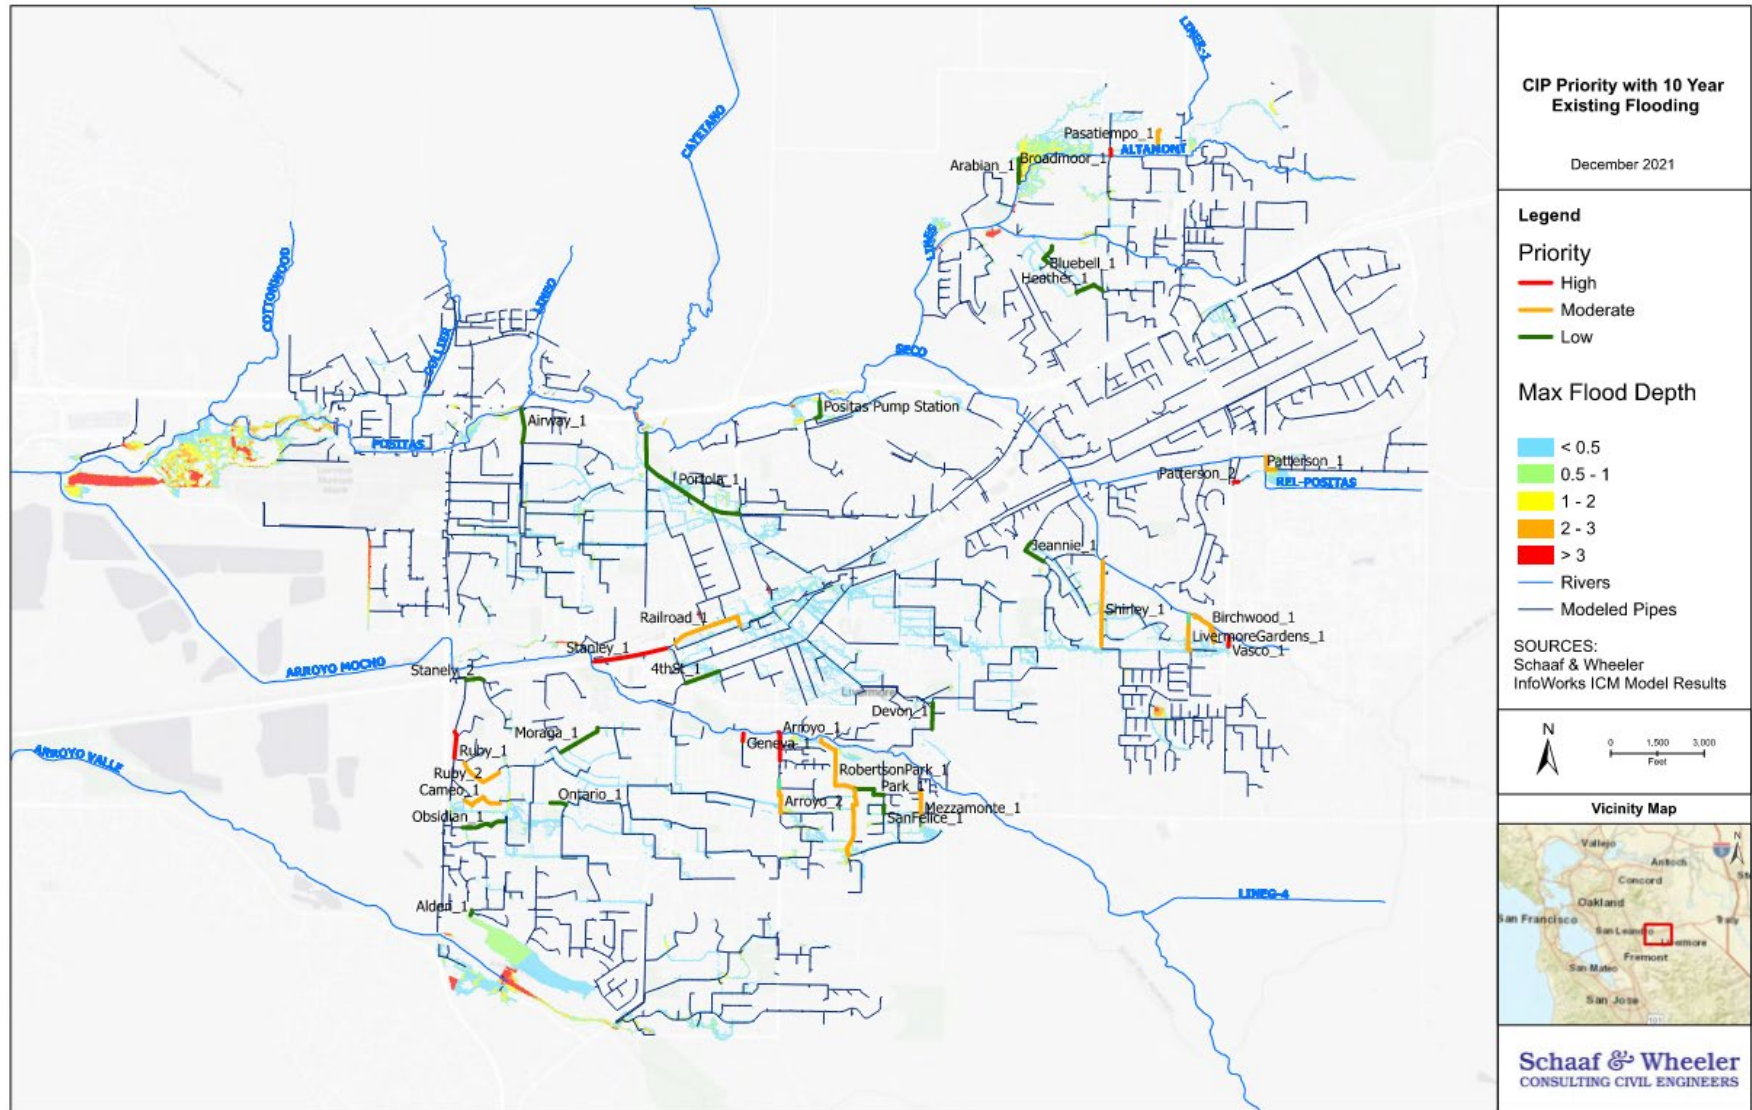 CIP Priority with 10 Year
Existing Flooding
December 2021
Legend
Priority
High
Moderate
Low
Max Flood Depth
< 0.5
0.5 - 1
1 - 2
2 - 3
> 3
Rivers
Modeled Pipes
SOURCES:
Schaaf & Wheeler
InfoWorks ICM Model Results
N
0 1,500 3,000
Feet
Vicinity Map
N
Vallejo
Antioch
Concord
Oakland
San Francisco
San Leandro
Tracy
Livermore
Fremont
San Mateo
San Jose
101
Schaaf & Wheeler
CONSULTING CIVIL ENGINEERS
CAYETANO
Pasatiempo_1
ALTAMONT
Broadmoor_1
Arabian_1
Bluebell_1
Heather_1
COTTONWOOD
COLLIER
SECO
Positas Pump Station
Airway_1
POSITAS
Portola_1
Patterson_1
Patterson_2
REL-POSITAS
Jeannie_1
Shirley_1
Birchwood_1
LivermoreGardens_1
Vasco_1
Railroad_1
Stanley_1
4thSt_1
ARROYO MOCHO
Stanely_2
Livermore
Devon_1
Moraga_1
Arroyo_1
Geneva_1
Ruby_1
ARROYO VALLE
Ruby_2
RobertsonPark_1
Cameo_1
Park_1
Ontario_1
Arroyo_2
Mezzamonte_1
Obsidian_1
SanFelice_1
LINEG-4
Alden_1